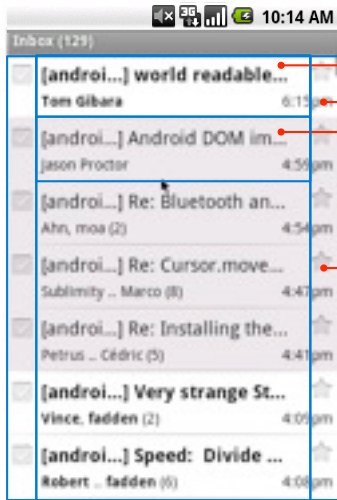 3G
10:14 AM
Inbox (129)
[androi...] world readable...
Tom Gibara 6:15pm
[androi...] Android DOM im...
Jason Proctor 4:59pm
[androi...] Re: Bluetooth an...
Ahn, moa (2) 4:54pm
[androi...] Re: Cursor.move...
Sublimity .. Marco (8) 4:47pm
[androi...] Re: Installing the...
Petrus .. Cédric (5) 4:41pm
[androi...] Very strange St...
Vince, fadden (2) 4:09pm
[androi...] Speed: Divide ...
Robert .. fadden (6) 4:08pm